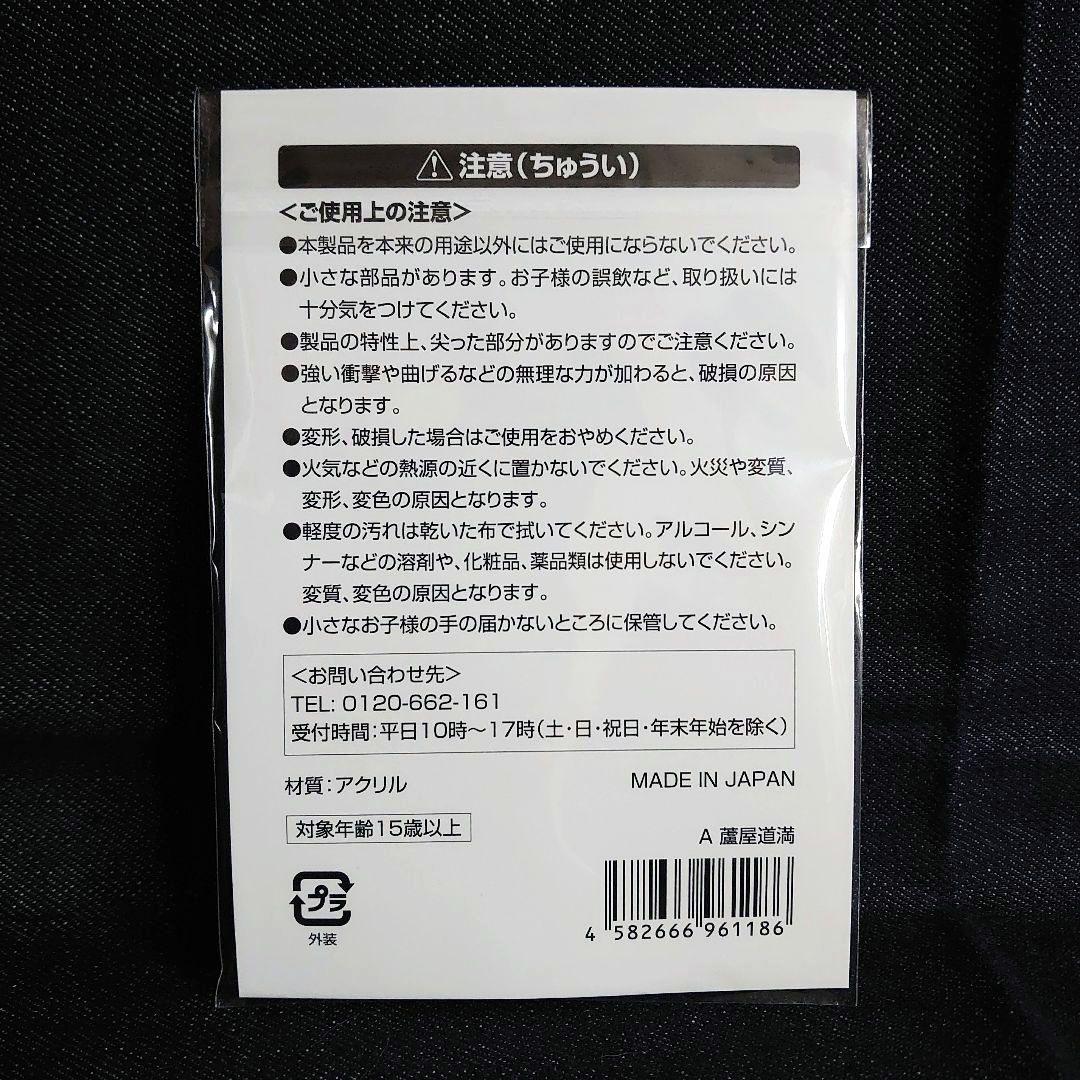 ⚠注意(ちゅうい)
<ご使用上の注意>
●本製品を本来の用途以外にはご使用にならないでください。
●小さな部品があります。お子様の誤飲など、取り扱いには
十分気をつけてください。
●製品の特性上、尖った部分がありますのでご注意ください。
●強い衝撃や曲げるなどの無理な力が加わると、破損の原因
となります。
●変形、破損した場合はご使用をおやめください。
●火気などの熱源の近くに置かないでください。火災や変質、
変形、変色の原因となります。
●軽度の汚れは乾いた布で拭いてください。アルコール、シン
ナーなどの溶剤や、化粧品、薬品類は使用しないでください。
変質、変色の原因となります。
●小さなお子様の手の届かないところに保管してください。
<お問い合わせ先>
TEL: 0120-662-161
受付時間:平日10時~17時(土・日・祝日・年末年始を除く)
材質:アクリル
MADE IN JAPAN
対象年齢15歳以上
A 蘆屋道満
プラ
外装
4 582666 961186